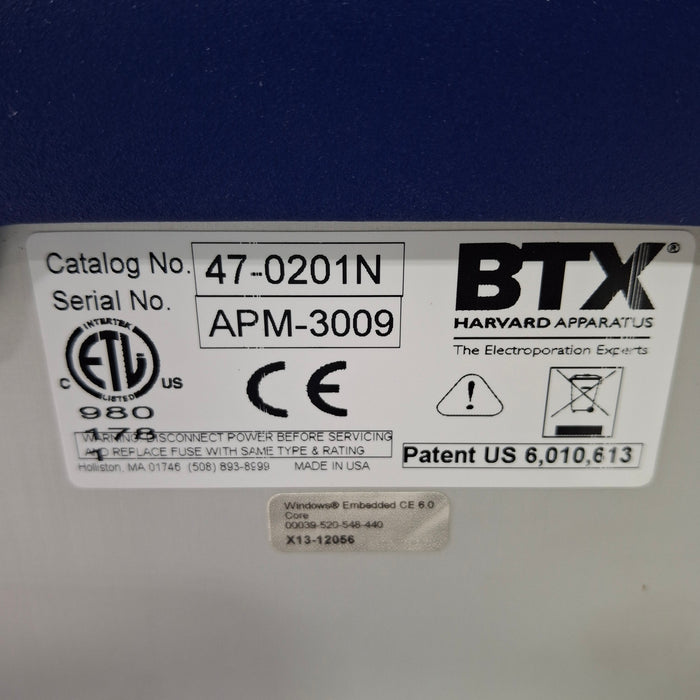 Catalog No. 47-0201N
Serial No. APM-3009
BTX®
HARVARD APPARATUS
The Electroporation Experts
INTERTEK
C ETL US
LISTED
980
178
1
CE
!
WARNING: DISCONNECT POWER BEFORE SERVICING
AND REPLACE FUSE WITH SAME TYPE & RATING
Holliston, MA 01746 (508) 893-8999 MADE IN USA
Patent US 6,010,613
Windows® Embedded CE 6.0
Core
00039-520-548-440
X13-12056